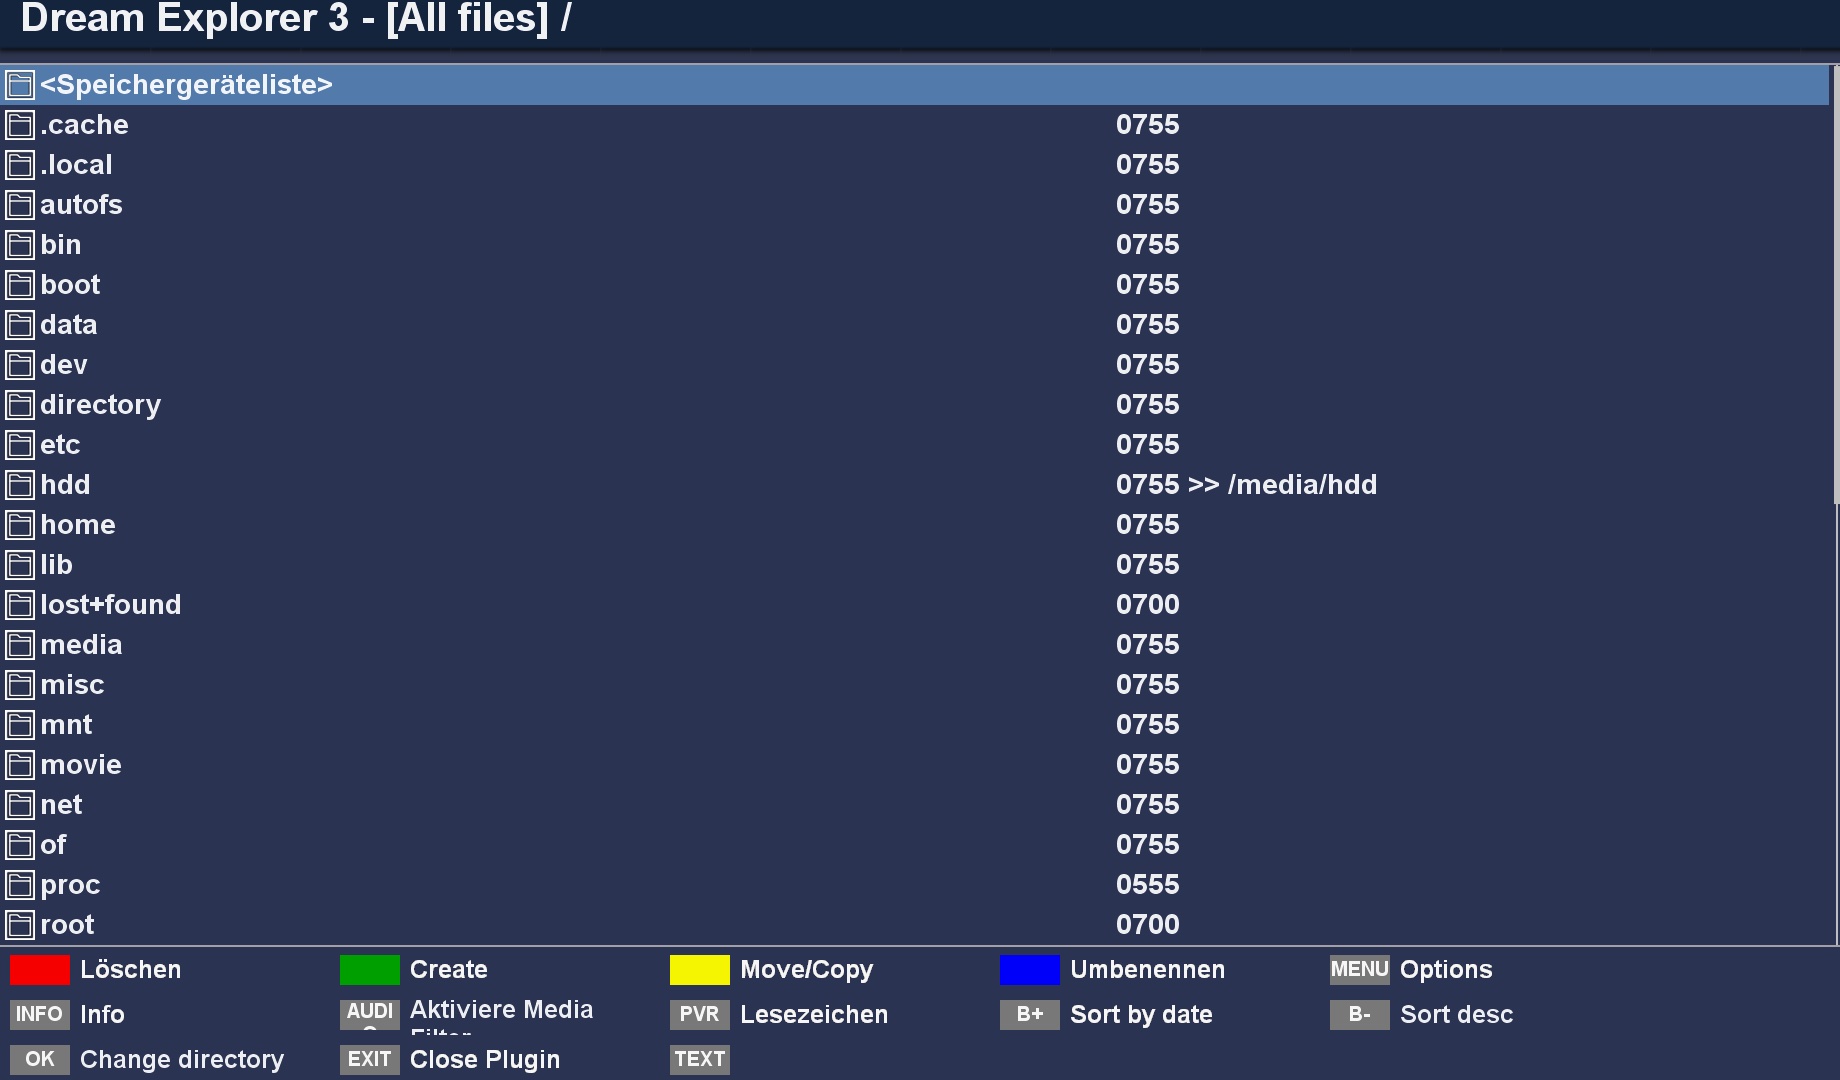 Dream Explorer 3 - [All files] /
<Speichergeräteliste>
.cache 0755
.local 0755
autofs 0755
bin 0755
boot 0755
data 0755
dev 0755
directory 0755
etc 0755
hdd 0755 >> /media/hdd
home 0755
lib 0755
lost+found 0700
media 0755
misc 0755
mnt 0755
movie 0755
net 0755
of 0755
proc 0555
root 0700
Löschen Create Move/Copy Umbenennen MENU Options
INFO Info AUDIO Aktiviere Media Filter PVR Lesezeichen B+ Sort by date B- Sort desc
OK Change directory EXIT Close Plugin TEXT